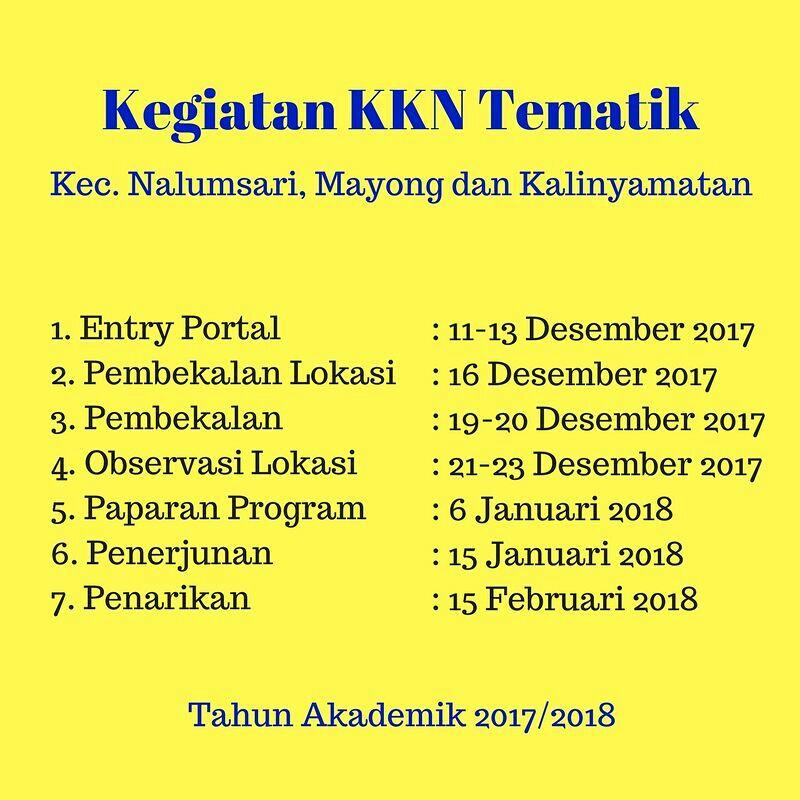 Kegiatan KKN Tematik
Kec. Nalumsari, Mayong dan Kalinyamatan
1. Entry Portal : 11-13 Desember 2017
2. Pembekalan Lokasi : 16 Desember 2017
3. Pembekalan : 19-20 Desember 2017
4. Observasi Lokasi : 21-23 Desember 2017
5. Paparan Program : 6 Januari 2018
6. Penerjunan : 15 Januari 2018
7. Penarikan : 15 Februari 2018
Tahun Akademik 2017/2018